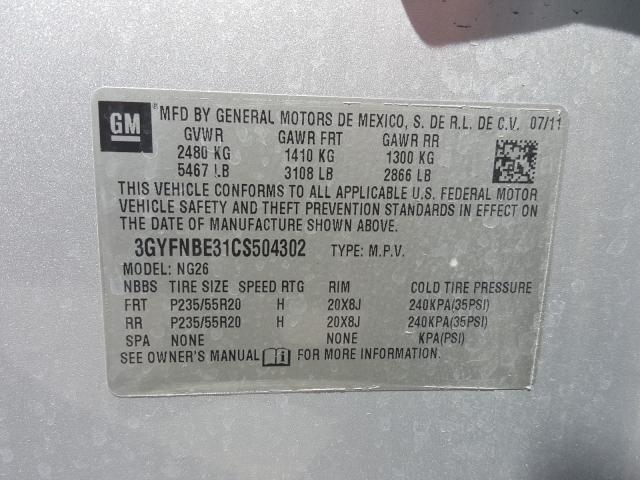 GM ® MFD BY GENERAL MOTORS DE MEXICO, S. DE R.L. DE C.V. 07/11
GVWR GAWR FRT GAWR RR
2480 KG 1410 KG 1300 KG
5467 LB 3108 LB 2866 LB
THIS VEHICLE CONFORMS TO ALL APPLICABLE U.S. FEDERAL MOTOR
VEHICLE SAFETY AND THEFT PREVENTION STANDARDS IN EFFECT ON
THE DATE OF MANUFACTURE SHOWN ABOVE.
3GYFNBE31CS504302 TYPE: M.P.V.
MODEL: NG26
NBBS TIRE SIZE SPEED RTG RIM COLD TIRE PRESSURE
FRT P235/55R20 H 20X8J 240KPA(35PSI)
RR P235/55R20 H 20X8J 240KPA(35PSI)
SPA NONE NONE KPA(PSI)
SEE OWNER'S MANUAL FOR MORE INFORMATION.